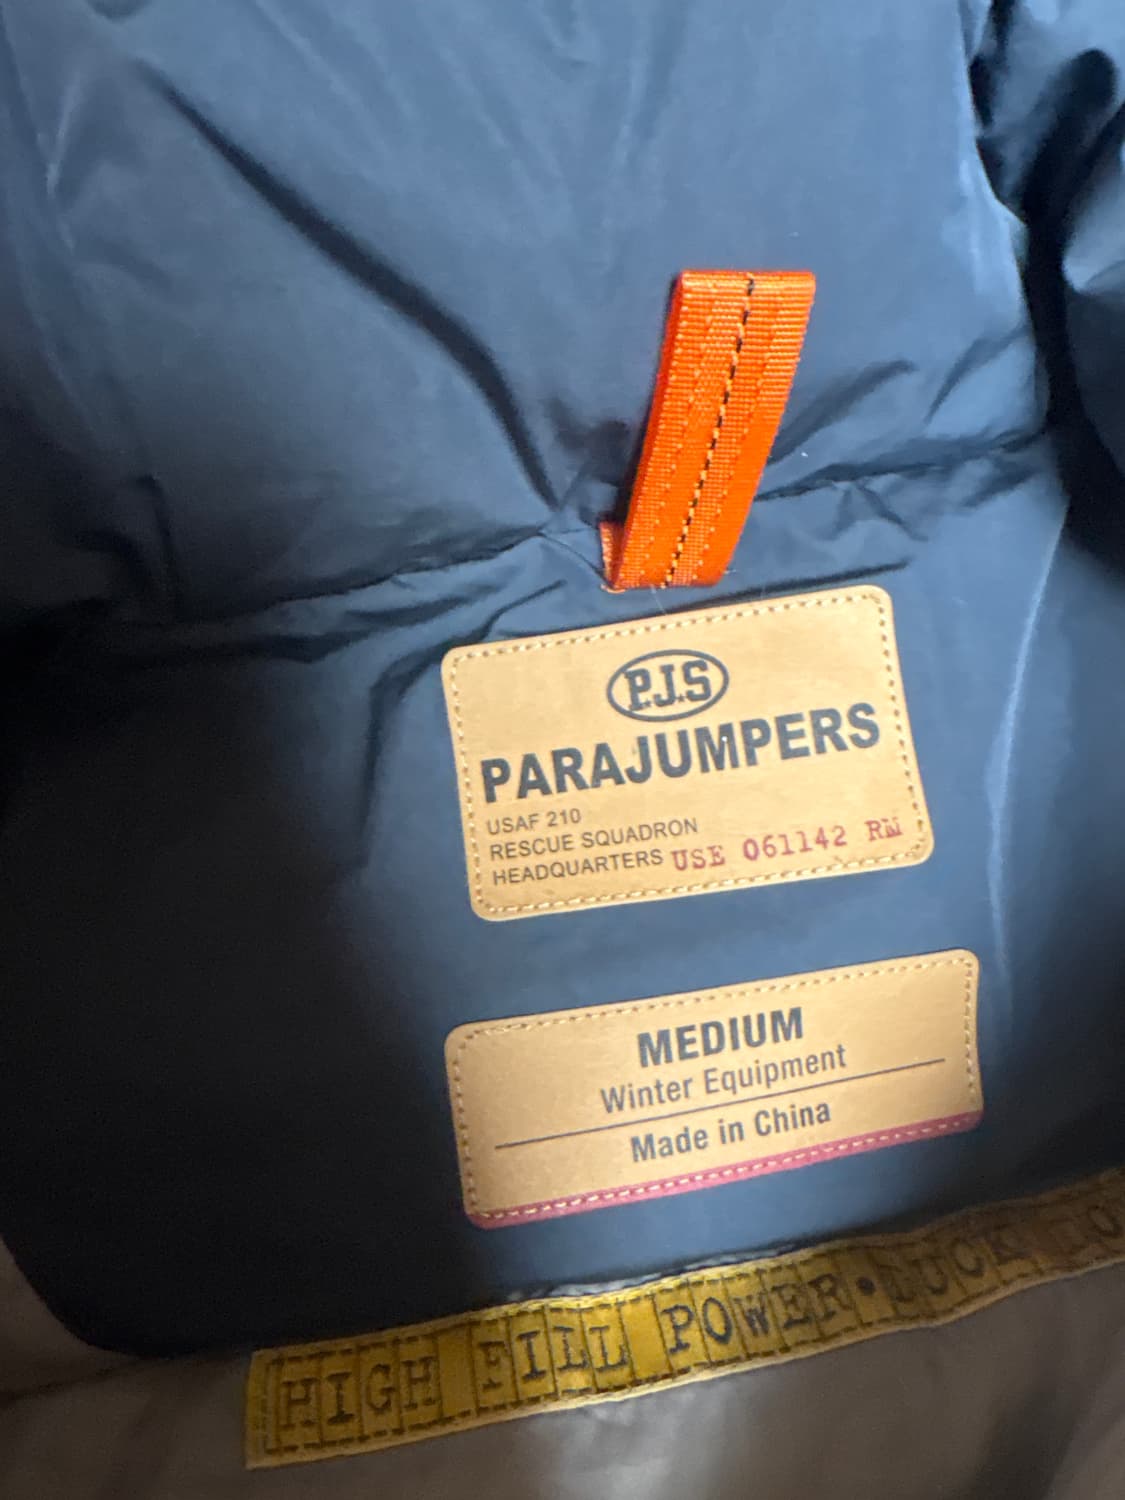 P.J.S
PARAJUMPERS
USAF 210
RESCUE SQUADRON
HEADQUARTERS USE 061142 RM
MEDIUM
Winter Equipment
Made in China
HIGH FILL POWER • DUCK